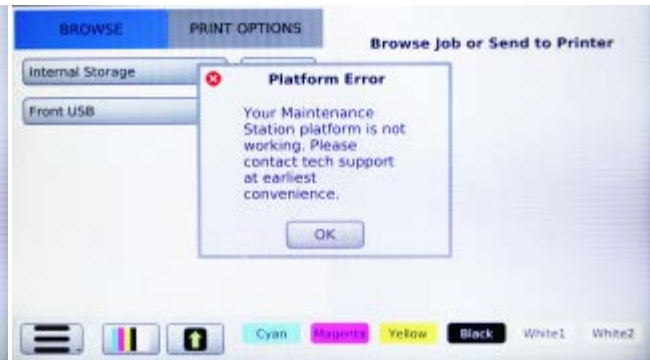 BROWSE
PRINT OPTIONS
Browse Job or Send to Printer
Internal Storage
Front USB
Platform Error
Your Maintenance
Station platform is not
working. Please
contact tech support
at earliest
convenience.
OK
Cyan
Magenta
Yellow
Black
White1
White2